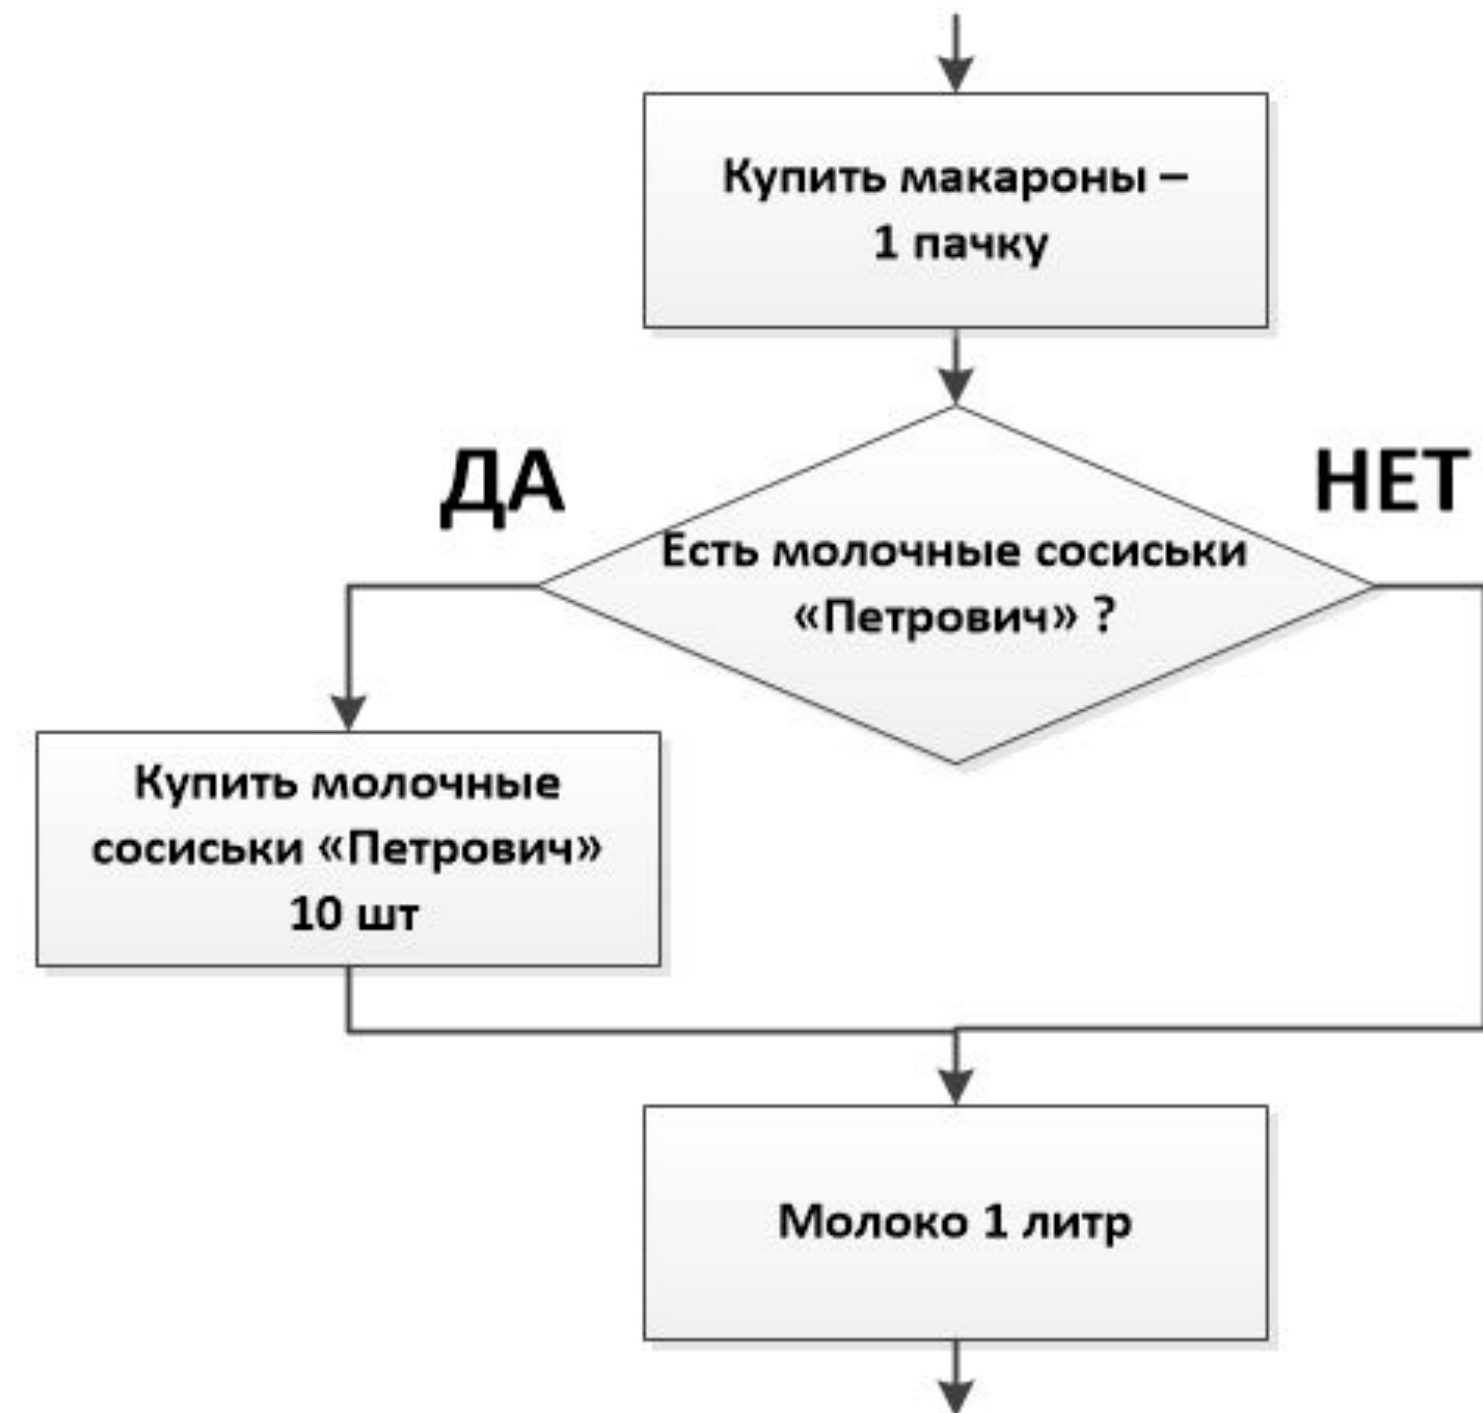 Купить макароны –
1 пачку
ДА
НЕТ
Есть молочные сосиськи
«Петрович» ?
Купить молочные
сосиськи «Петрович»
10 шт
Молоко 1 литр